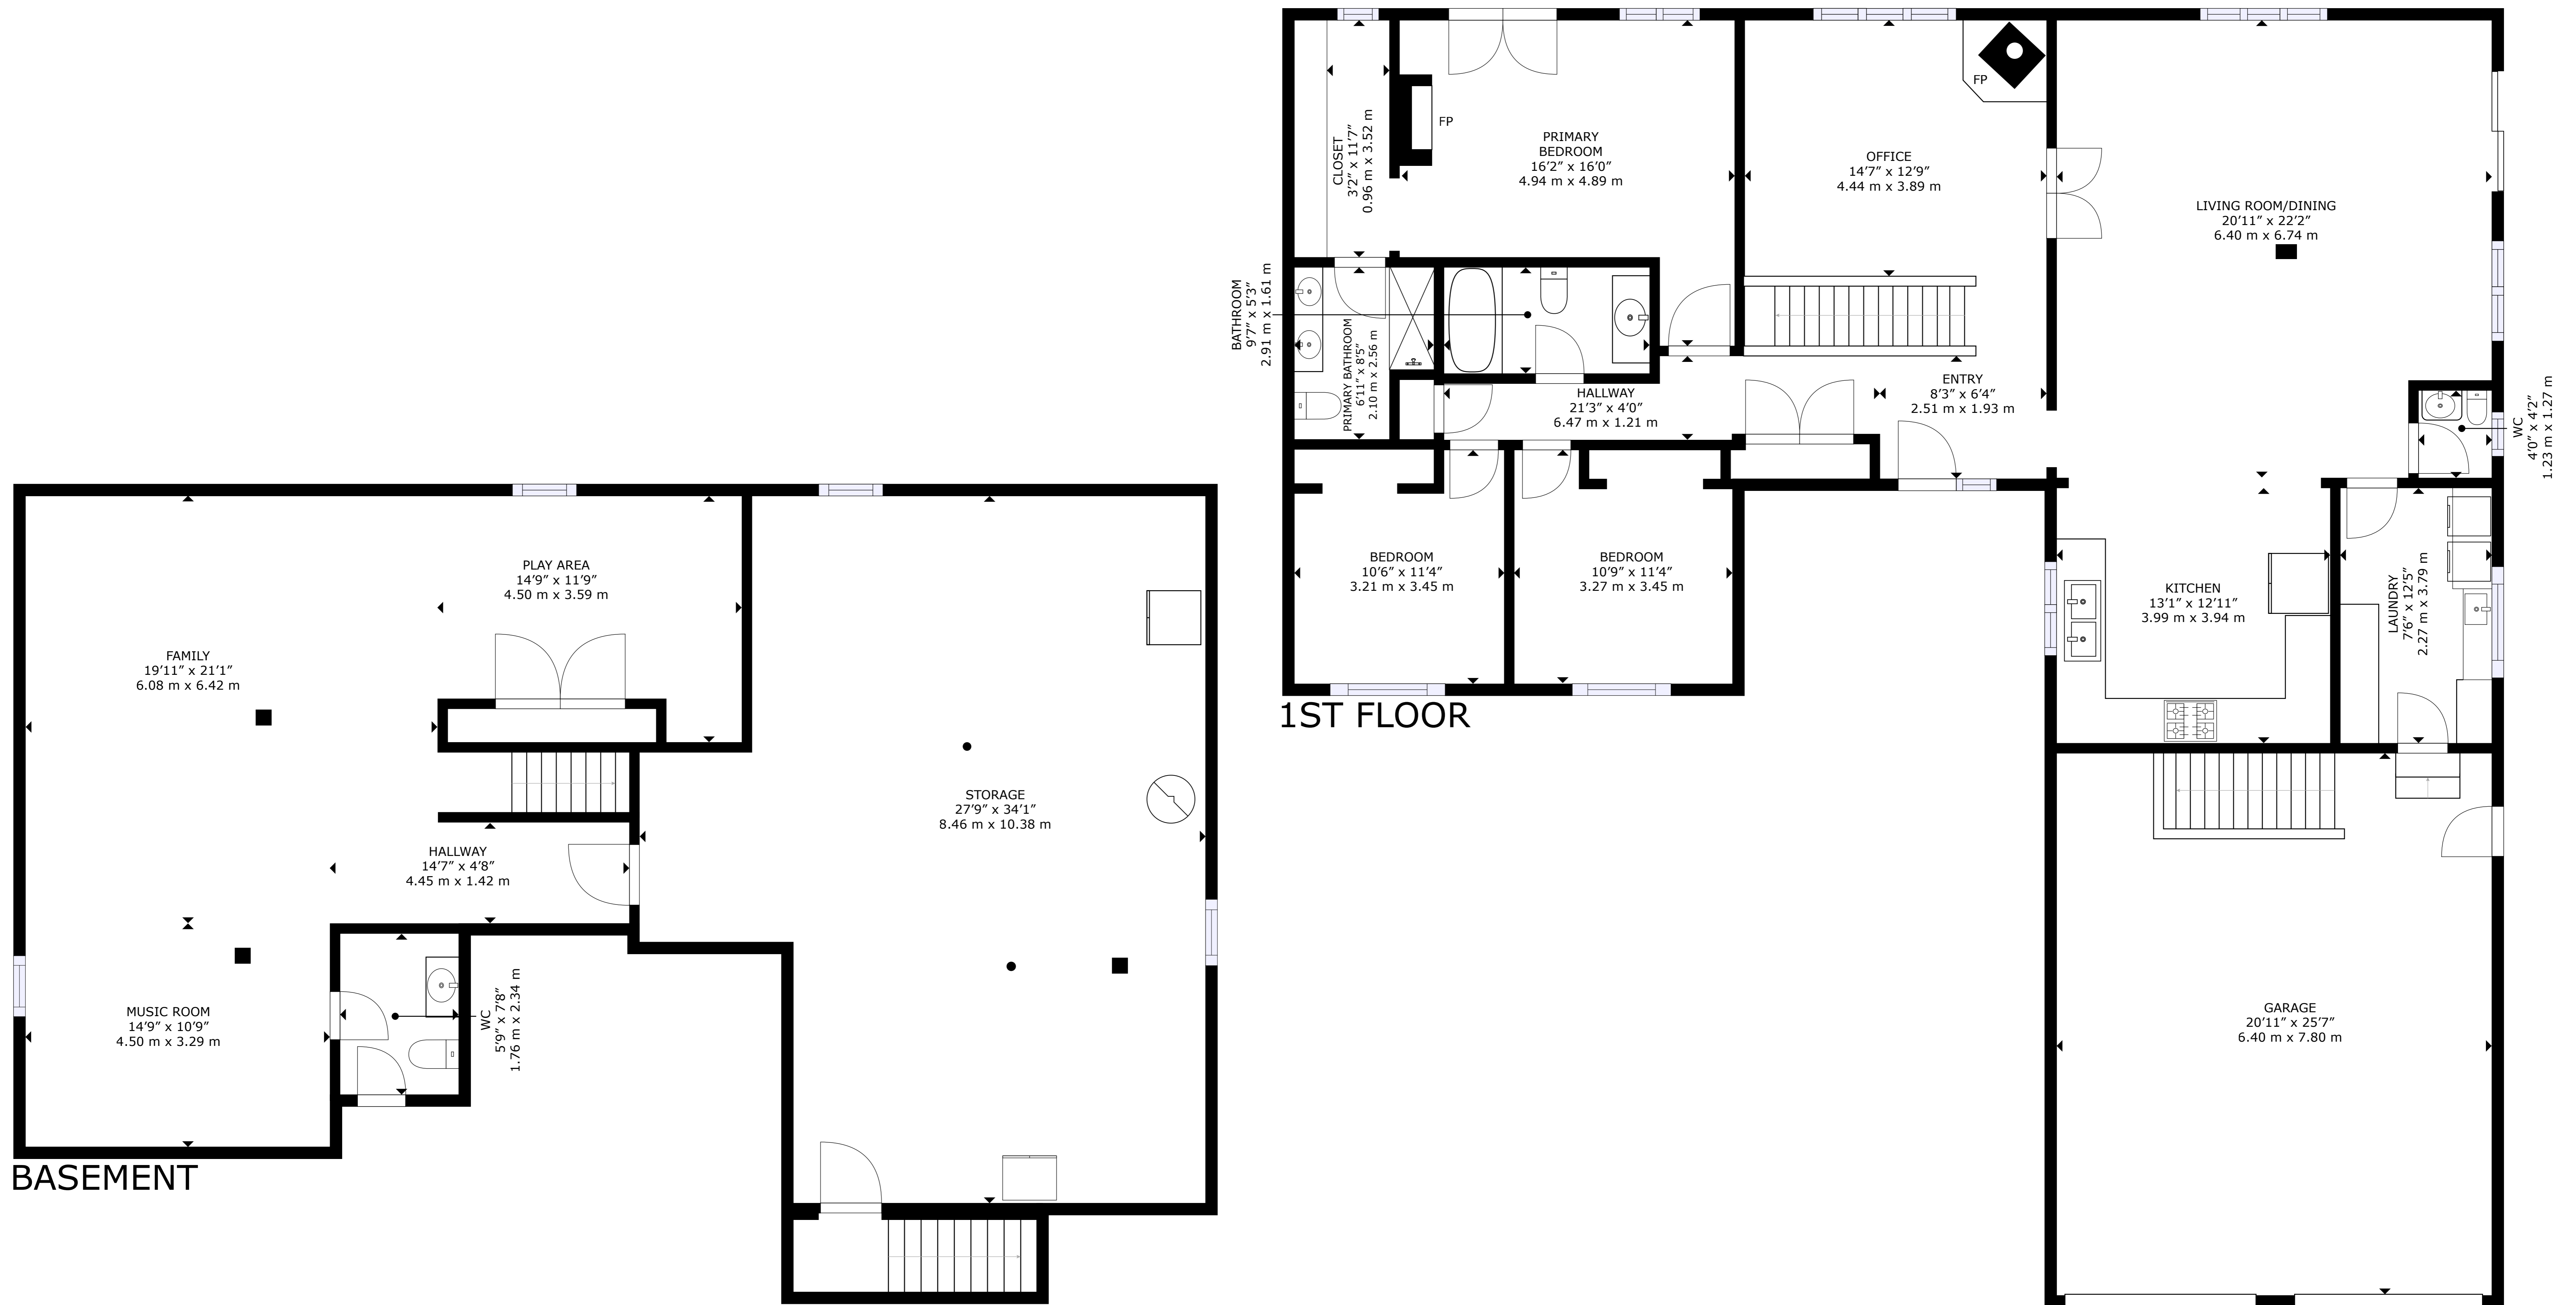 PLAY AREA
14'9" x 11'9"
4.50 m x 3.59 m
FAMILY
19'11" x 21'1"
6.08 m x 6.42 m
STORAGE
27'9" x 34'1"
8.46 m x 10.38 m
HALLWAY
14'7" x 4'8"
4.45 m x 1.42 m
MUSIC ROOM
14'9" x 10'9"
4.50 m x 3.29 m
WC
5'9" x 7'8"
1.76 m x 2.34 m
BASEMENT
CLOSET
3'2" x 11'7"
0.96 m x 3.52 m
FP
PRIMARY
BEDROOM
16'2" x 16'0"
4.94 m x 4.89 m
OFFICE
14'7" x 12'9"
4.44 m x 3.89 m
FP
LIVING ROOM/DINING
20'11" x 22'2"
6.40 m x 6.74 m
BATHROOM
9'7" x 5'3"
2.91 m x 1.61 m
PRIMARY BATHROOM
6'11" x 8'5"
2.10 m x 2.56 m
HALLWAY
21'3" x 4'0"
6.47 m x 1.21 m
ENTRY
8'3" x 6'4"
2.51 m x 1.93 m
WC
4'0" x 4'2"
1.23 m x 1.27 m
BEDROOM
10'6" x 11'4"
3.21 m x 3.45 m
BEDROOM
10'9" x 11'4"
3.27 m x 3.45 m
KITCHEN
13'1" x 12'11"
3.99 m x 3.94 m
LAUNDRY
7'6" x 12'5"
2.27 m x 3.79 m
1ST FLOOR
GARAGE
20'11" x 25'7"
6.40 m x 7.80 m